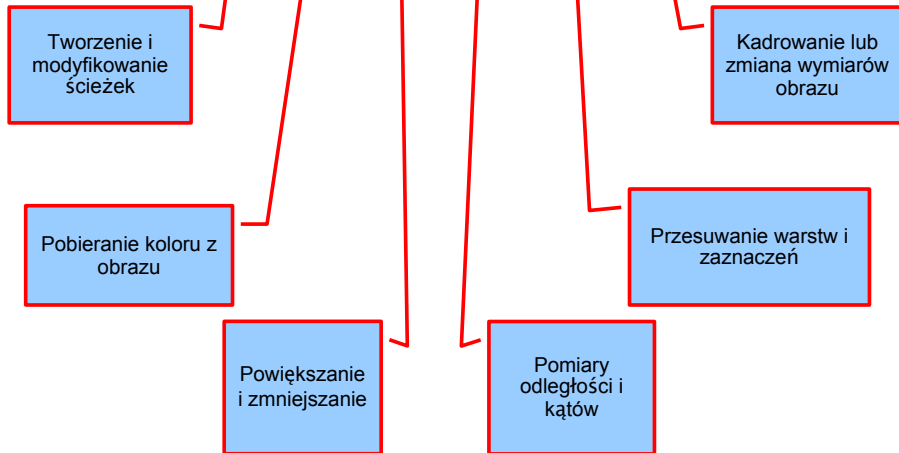 Tworzenie i
modyfikowanie
ścieżek
Kadrowanie lub
zmiana wymiarów
obrazu
Pobieranie koloru z
obrazu
Przesuwanie warstw i
zaznaczeń
Powiększanie
i zmniejszanie
Pomiary
odległości i
kątów